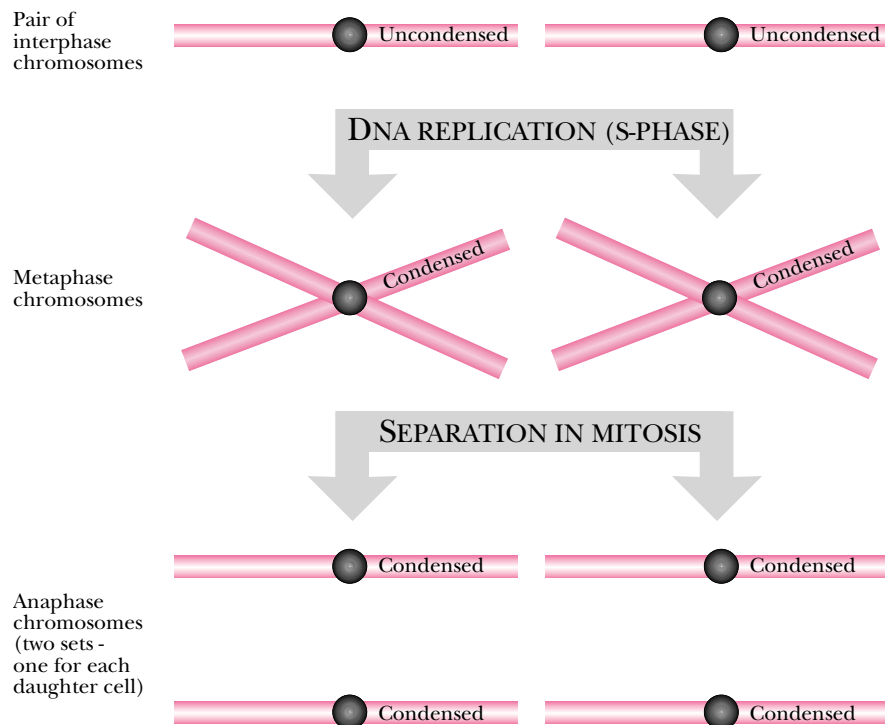 Pair of
interphase
chromosomes
Uncondensed
Uncondensed
DNA REPLICATION (S-PHASE)
Metaphase
chromosomes
Condensed
Condensed
SEPARATION IN MITOSIS
Condensed
Condensed
Anaphase
chromosomes
(two sets -
one for each
daughter cell)
Condensed
Condensed